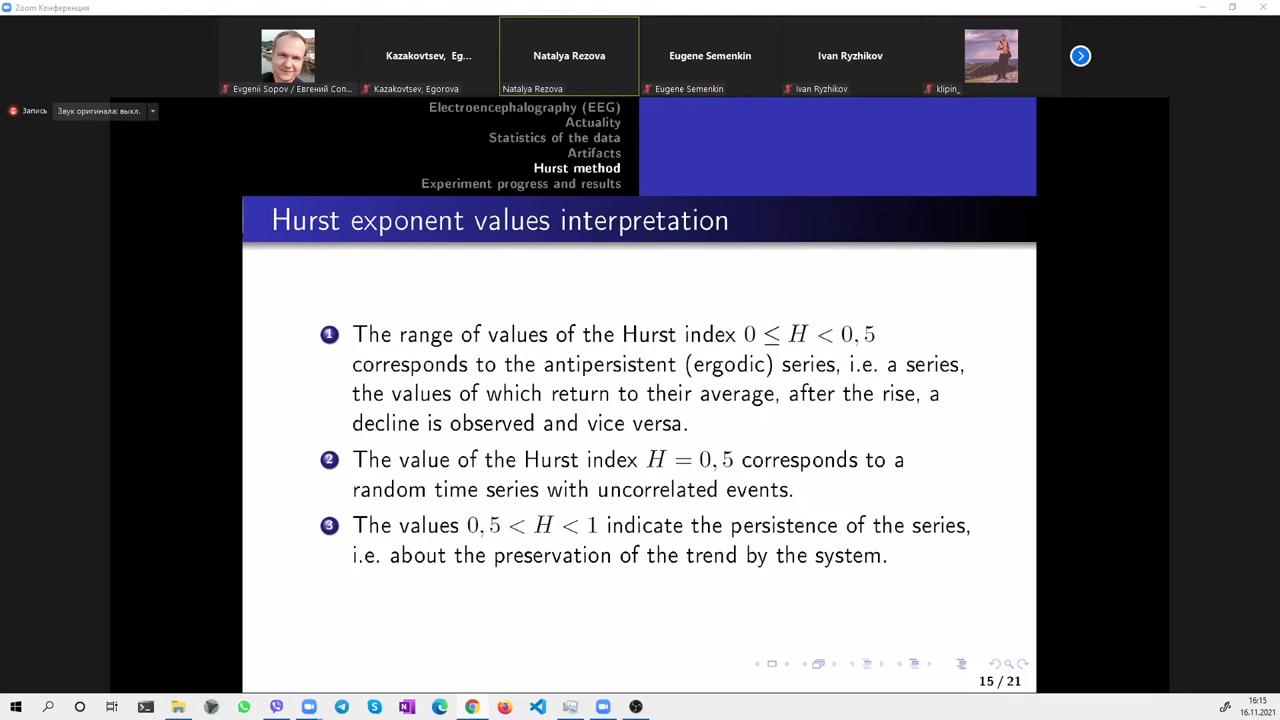 Zoom Конференция
Kazakovtsev, Eg...
Natalya Rezova
Eugene Semenkin
Ivan Ryzhikov
Evgenii Sopov / Евгений Соп...
Kazakovtsev, Egorova
Natalya Rezova
Eugene Semenkin
Ivan Ryzhikov
klipin_
Запись
Звук оригинала: выкл.
Electroencephalography (EEG)
Actuality
Statistics of the data
Artifacts
Hurst method
Experiment progress and results
Hurst exponent values interpretation
1 The range of values of the Hurst index 0 ≤ H < 0, 5
corresponds to the antipersistent (ergodic) series, i.e. a series,
the values of which return to their average, after the rise, a
decline is observed and vice versa.
2 The value of the Hurst index H = 0, 5 corresponds to a
random time series with uncorrelated events.
3 The values 0, 5 < H < 1 indicate the persistence of the series,
i.e. about the preservation of the trend by the system.
15 / 21
16:15
16.11.2021